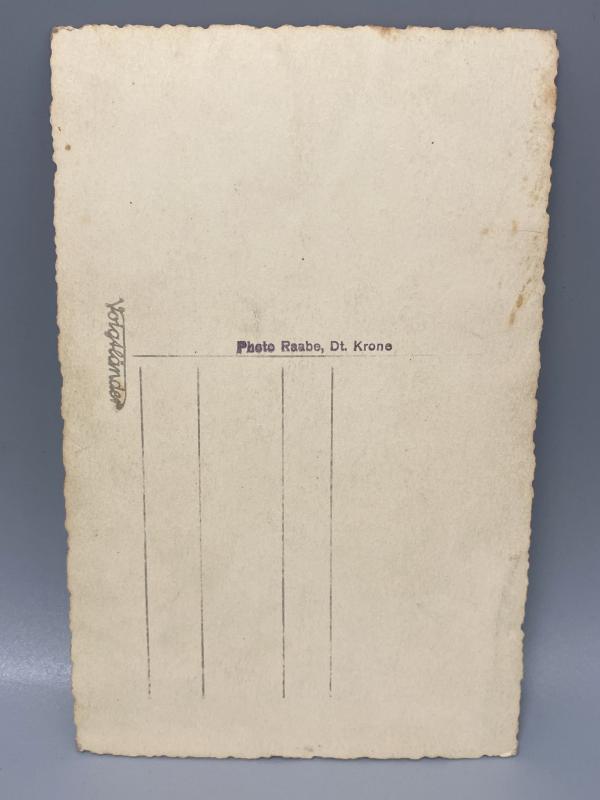 Photo Raabe, Dt. Krone
Voigtländer